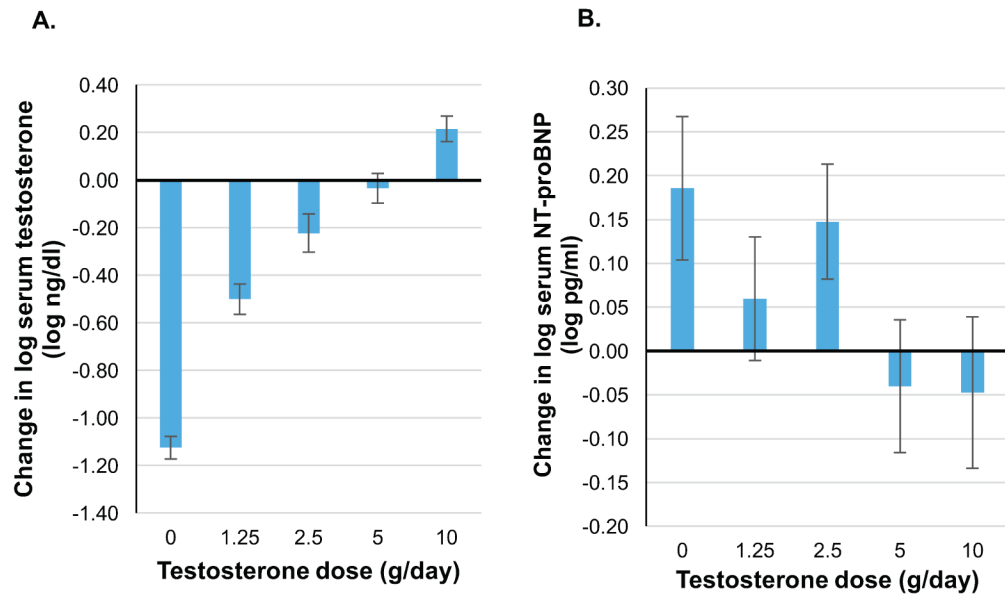 A.
Change in log serum testosterone
(log ng/dl)
0.40
0.20
0.00
-0.20
-0.40
-0.60
-0.80
-1.00
-1.20
-1.40
0 1.25 2.5 5 10
Testosterone dose (g/day)
B.
Change in log serum NT-proBNP
(log pg/ml)
0.30
0.25
0.20
0.15
0.10
0.05
0.00
-0.05
-0.10
-0.15
-0.20
0 1.25 2.5 5 10
Testosterone dose (g/day)